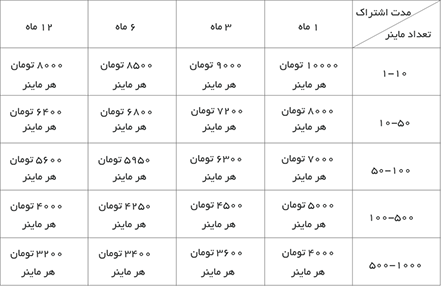 مدت اشتراک
تعداد ماینر
۱ ماه
۳ ماه
۶ ماه
۱۲ ماه
۱-۱۰
۱۰۰۰۰ تومان
هر ماینر
۹۰۰۰ تومان
هر ماینر
۸۵۰۰ تومان
هر ماینر
۸۰۰۰ تومان
هر ماینر
۱۰-۵۰
۸۰۰۰ تومان
هر ماینر
۷۲۰۰ تومان
هر ماینر
۶۸۰۰ تومان
هر ماینر
۶۴۰۰ تومان
هر ماینر
۵۰-۱۰۰
۷۰۰۰ تومان
هر ماینر
۶۳۰۰ تومان
هر ماینر
۵۹۵۰ تومان
هر ماینر
۵۶۰۰ تومان
هر ماینر
۱۰۰-۵۰۰
۵۰۰۰ تومان
هر ماینر
۴۵۰۰ تومان
هر ماینر
۴۲۵۰ تومان
هر ماینر
۴۰۰۰ تومان
هر ماینر
۵۰۰-۱۰۰۰
۴۰۰۰ تومان
هر ماینر
۳۶۰۰ تومان
هر ماینر
۳۴۰۰ تومان
هر ماینر
۳۲۰۰ تومان
هر ماینر